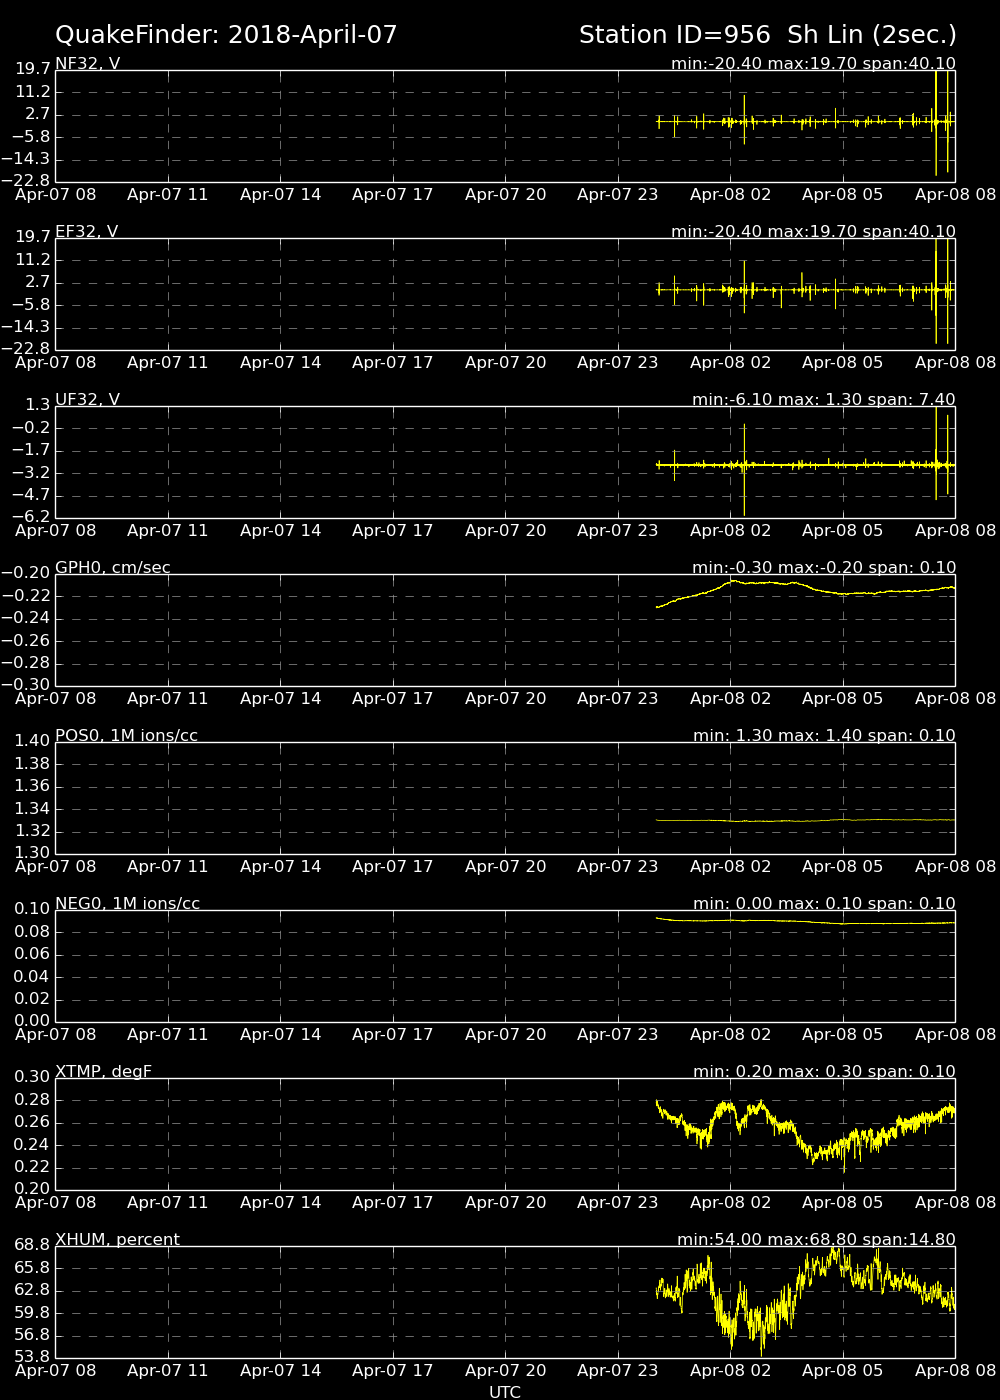 QuakeFinder: 2018-April-07 Station ID=956 Sh Lin (2sec.)
NF32, V min:-20.40 max:19.70 span:40.10
19.7
11.2
2.7
−5.8
−14.3
−22.8
Apr-07 08 Apr-07 11 Apr-07 14 Apr-07 17 Apr-07 20 Apr-07 23 Apr-08 02 Apr-08 05 Apr-08 08
EF32, V min:-20.40 max:19.70 span:40.10
19.7
11.2
2.7
−5.8
−14.3
−22.8
Apr-07 08 Apr-07 11 Apr-07 14 Apr-07 17 Apr-07 20 Apr-07 23 Apr-08 02 Apr-08 05 Apr-08 08
UF32, V min:-6.10 max: 1.30 span: 7.40
1.3
−0.2
−1.7
−3.2
−4.7
−6.2
Apr-07 08 Apr-07 11 Apr-07 14 Apr-07 17 Apr-07 20 Apr-07 23 Apr-08 02 Apr-08 05 Apr-08 08
GPH0, cm/sec min:-0.30 max:-0.20 span: 0.10
−0.20
−0.22
−0.24
−0.26
−0.28
−0.30
Apr-07 08 Apr-07 11 Apr-07 14 Apr-07 17 Apr-07 20 Apr-07 23 Apr-08 02 Apr-08 05 Apr-08 08
POS0, 1M ions/cc min: 1.30 max: 1.40 span: 0.10
1.40
1.38
1.36
1.34
1.32
1.30
Apr-07 08 Apr-07 11 Apr-07 14 Apr-07 17 Apr-07 20 Apr-07 23 Apr-08 02 Apr-08 05 Apr-08 08
NEG0, 1M ions/cc min: 0.00 max: 0.10 span: 0.10
0.10
0.08
0.06
0.04
0.02
0.00
Apr-07 08 Apr-07 11 Apr-07 14 Apr-07 17 Apr-07 20 Apr-07 23 Apr-08 02 Apr-08 05 Apr-08 08
XTMP, degF min: 0.20 max: 0.30 span: 0.10
0.30
0.28
0.26
0.24
0.22
0.20
Apr-07 08 Apr-07 11 Apr-07 14 Apr-07 17 Apr-07 20 Apr-07 23 Apr-08 02 Apr-08 05 Apr-08 08
XHUM, percent min:54.00 max:68.80 span:14.80
68.8
65.8
62.8
59.8
56.8
53.8
Apr-07 08 Apr-07 11 Apr-07 14 Apr-07 17 Apr-07 20 Apr-07 23 Apr-08 02 Apr-08 05 Apr-08 08
UTC